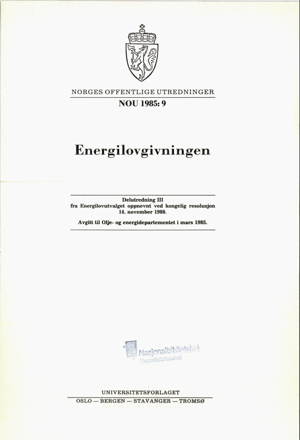 NORGES OFFENTLIGE UTREDNINGER
NOU 1985: 9
Energilovgivningen
Delutredning III
fra Energilovutvalget oppnevnt ved kongelig resolusjon
14. november 1980.
Avgitt til Olje- og energidepartementet i mars 1985.
Nasjonalbiblioteket
UNIVERSITETSFORLAGET
OSLO — BERGEN — STAVANGER — TROMSØ